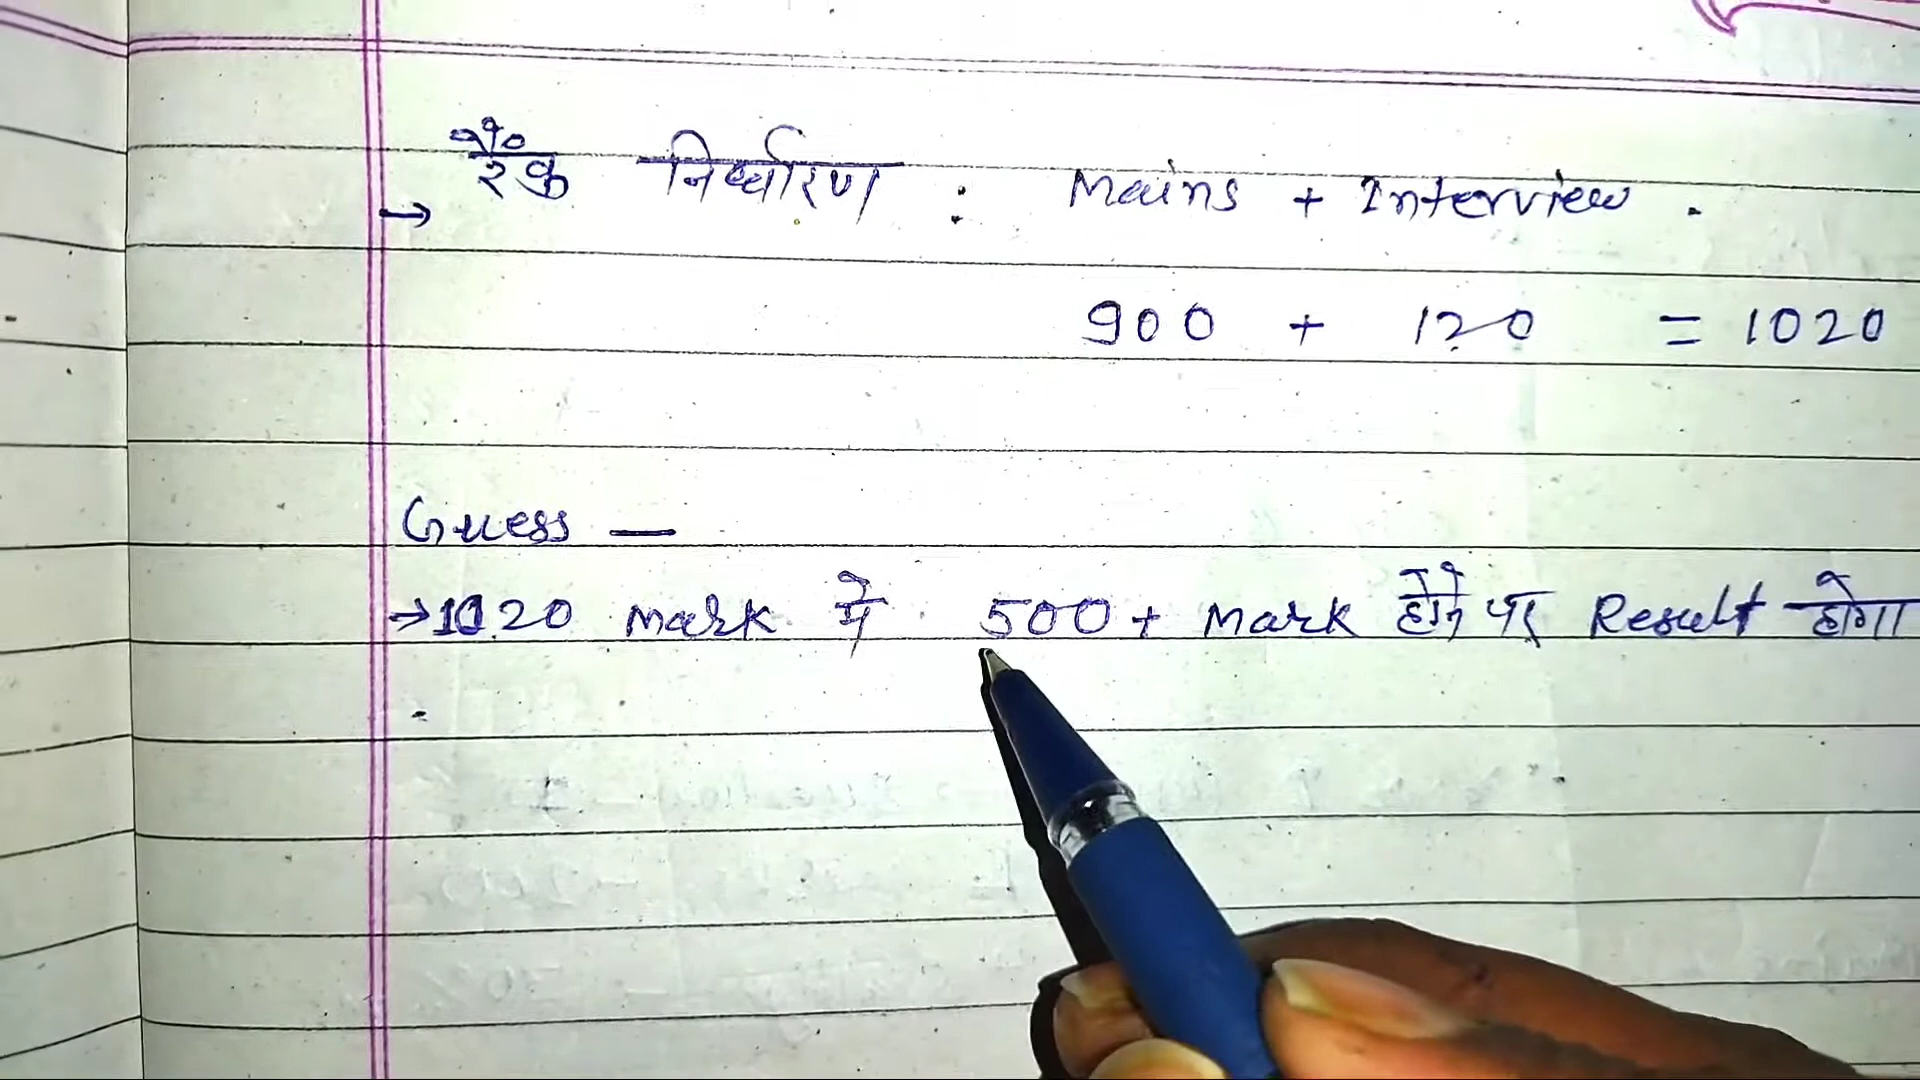 → रैंक निर्धारण : Mains + Interview .
900 + 120 = 1020
Guess —
→1020 mark में 500+ mark होने पर Result होगा